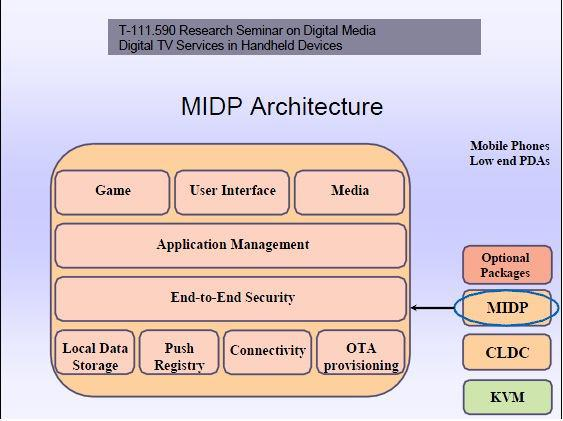 T-111.590 Research Seminar on Digital Media
Digital TV Services in Handheld Devices
MIDP Architecture
Mobile Phones
Low end PDAs
Game
User Interface
Media
Application Management
End-to-End Security
Local Data
Storage
Push
Registry
Connectivity
OTA
provisioning
Optional
Packages
MIDP
CLDC
KVM